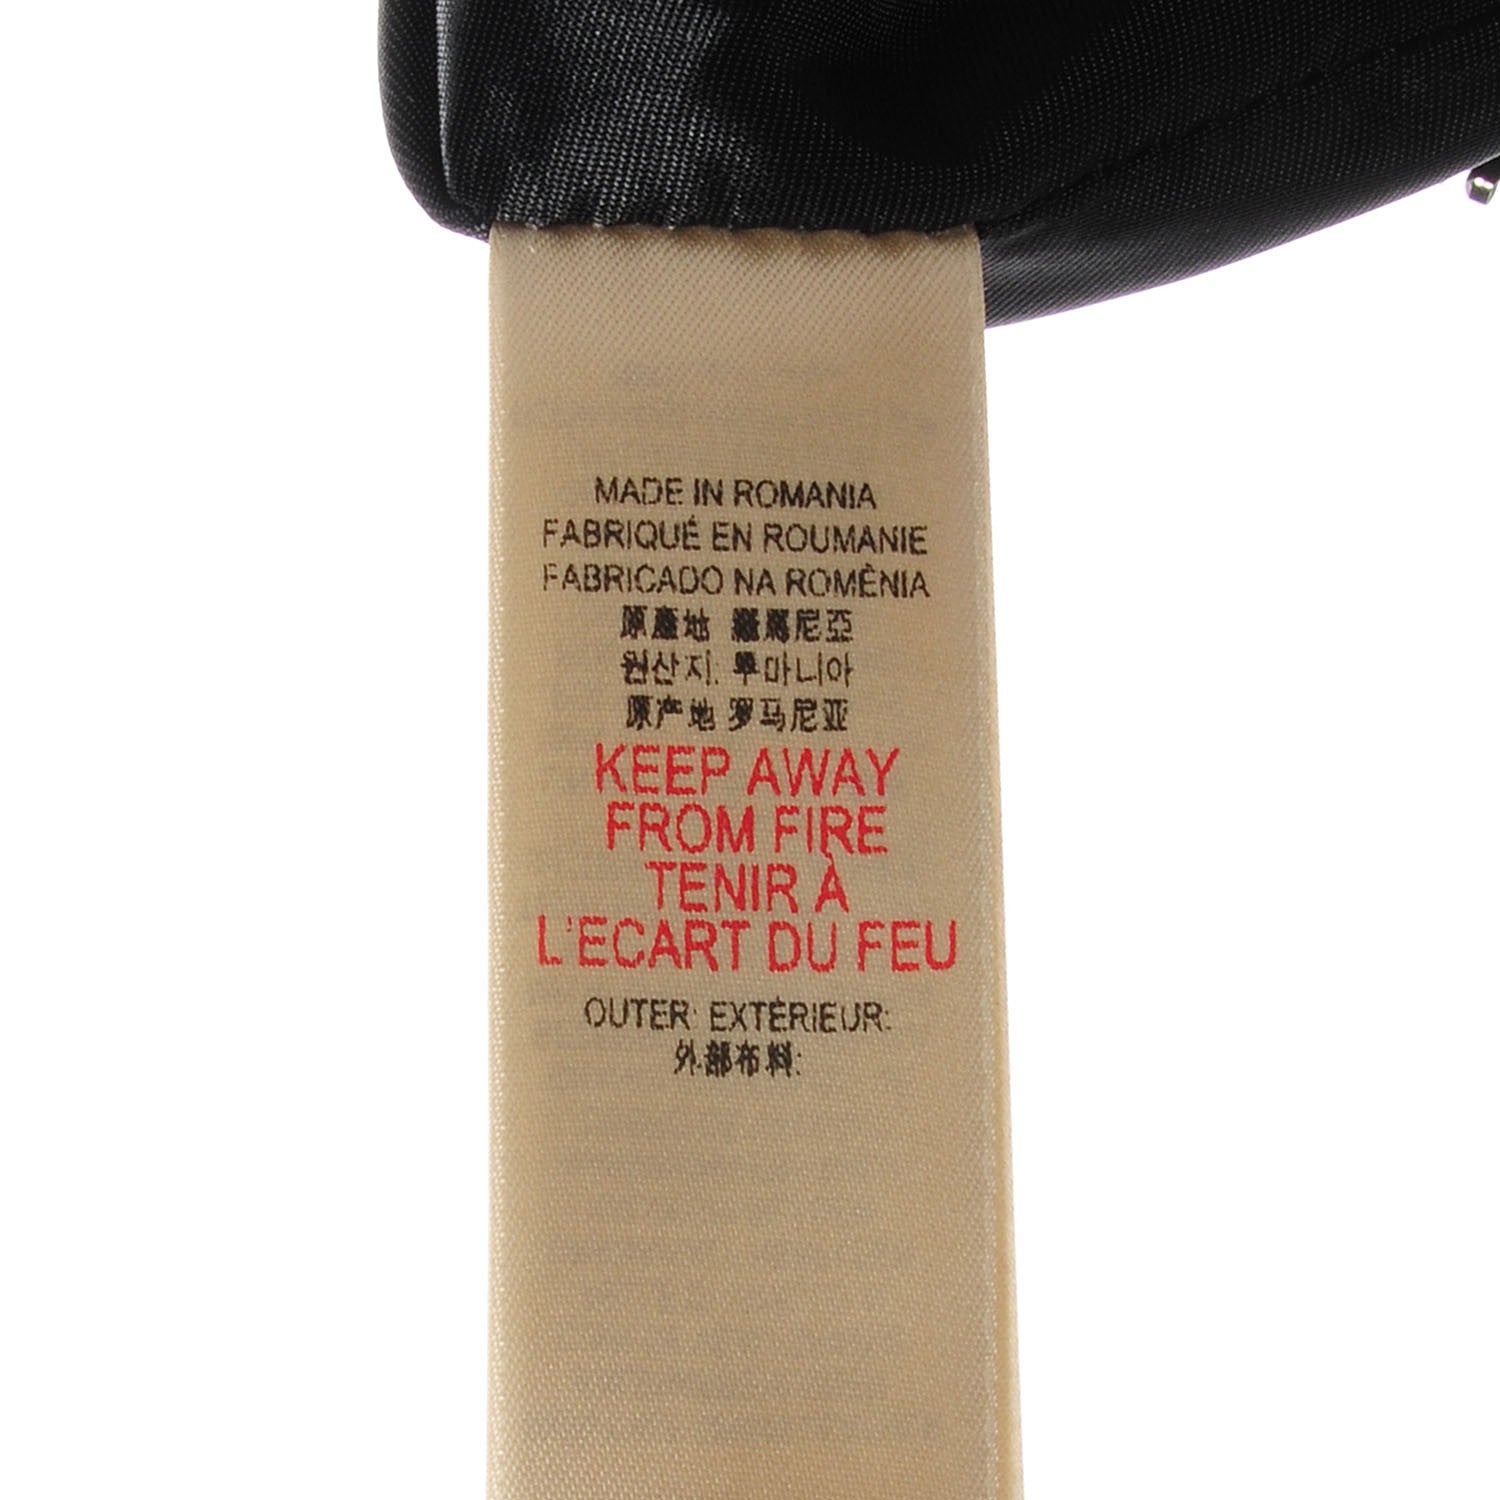 MADE IN ROMANIA
FABRIQUÉ EN ROUMANIE
FABRICADO NA ROMÊNIA
原產地 羅馬尼亞
원산지: 루마니아
原产地 罗马尼亚
KEEP AWAY
FROM FIRE
TENIR À
L'ECART DU FEU
OUTER: EXTÉRIEUR:
外部布料: